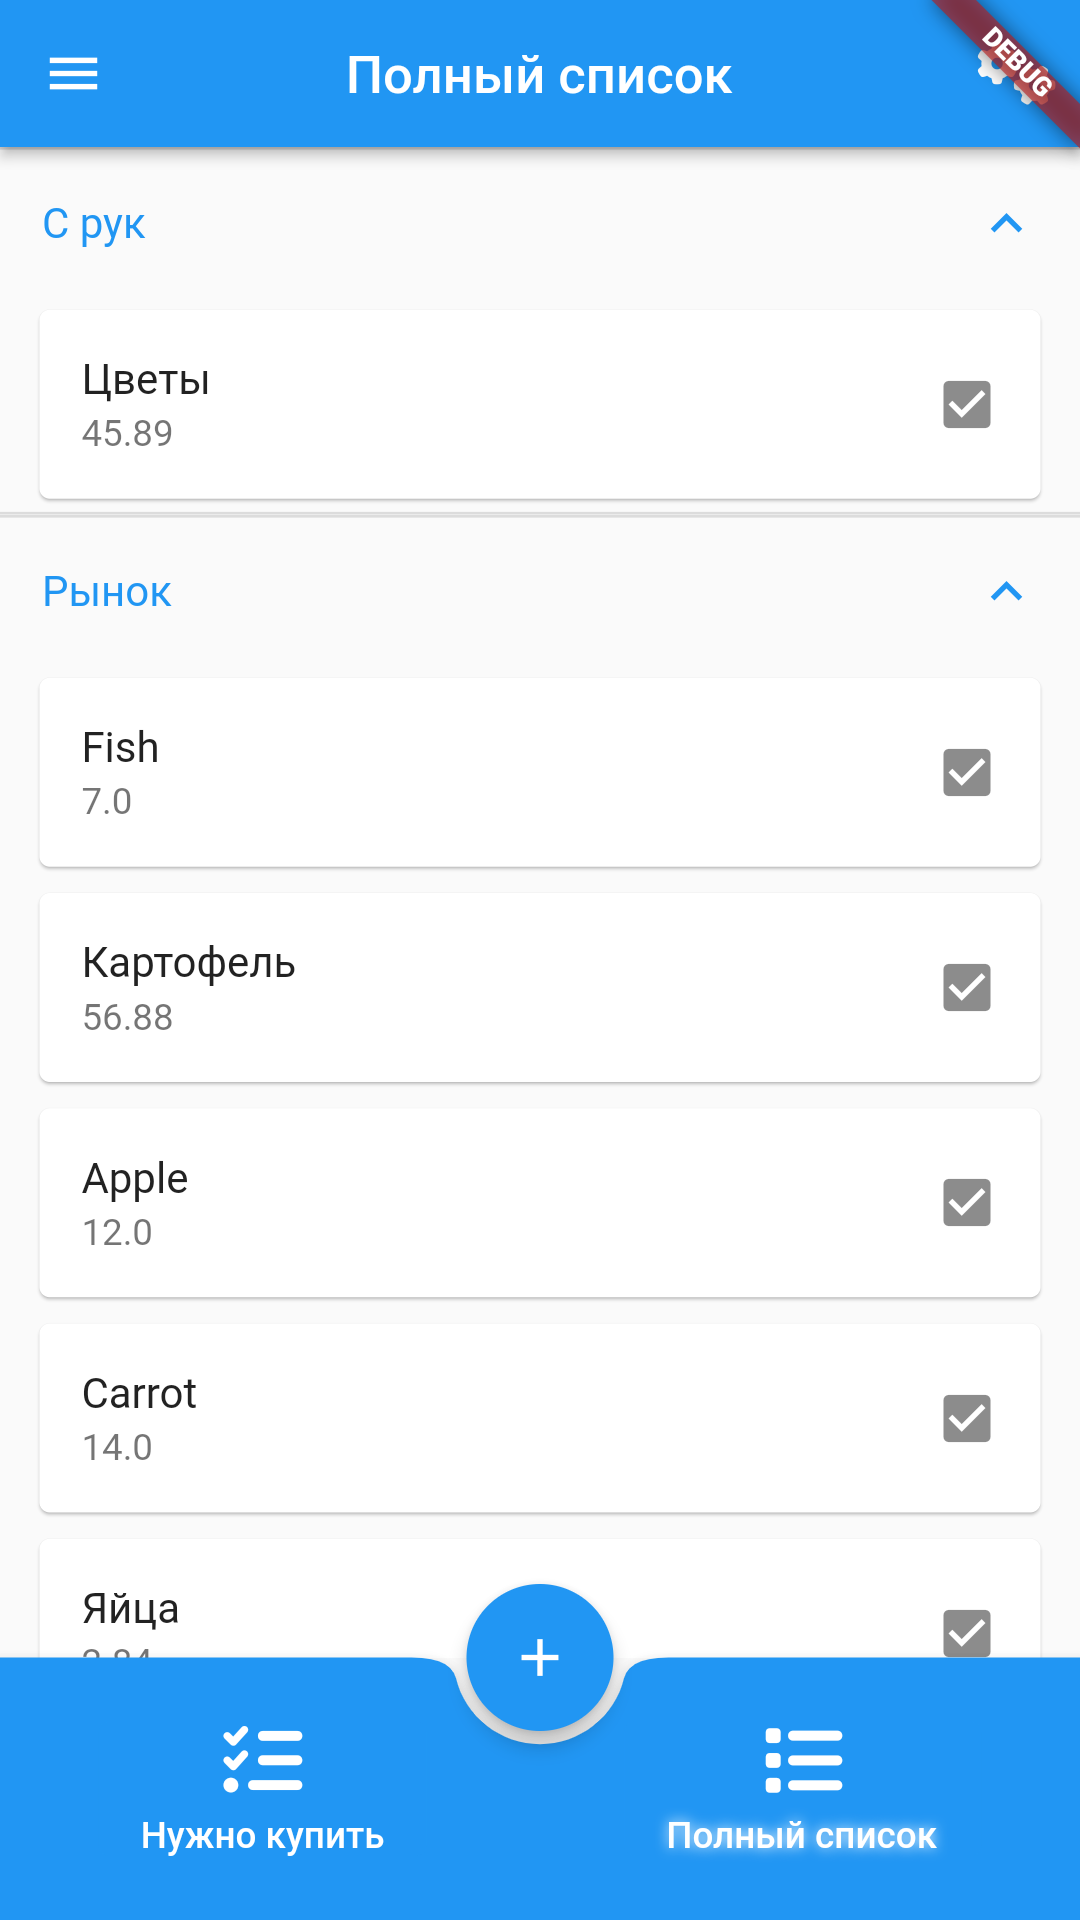 Полный список
DEBUG
С рук
Цветы
45.89
Рынок
Fish
7.0
Картофель
56.88
Apple
12.0
Carrot
14.0
Яйца
Нужно купить
Полный список